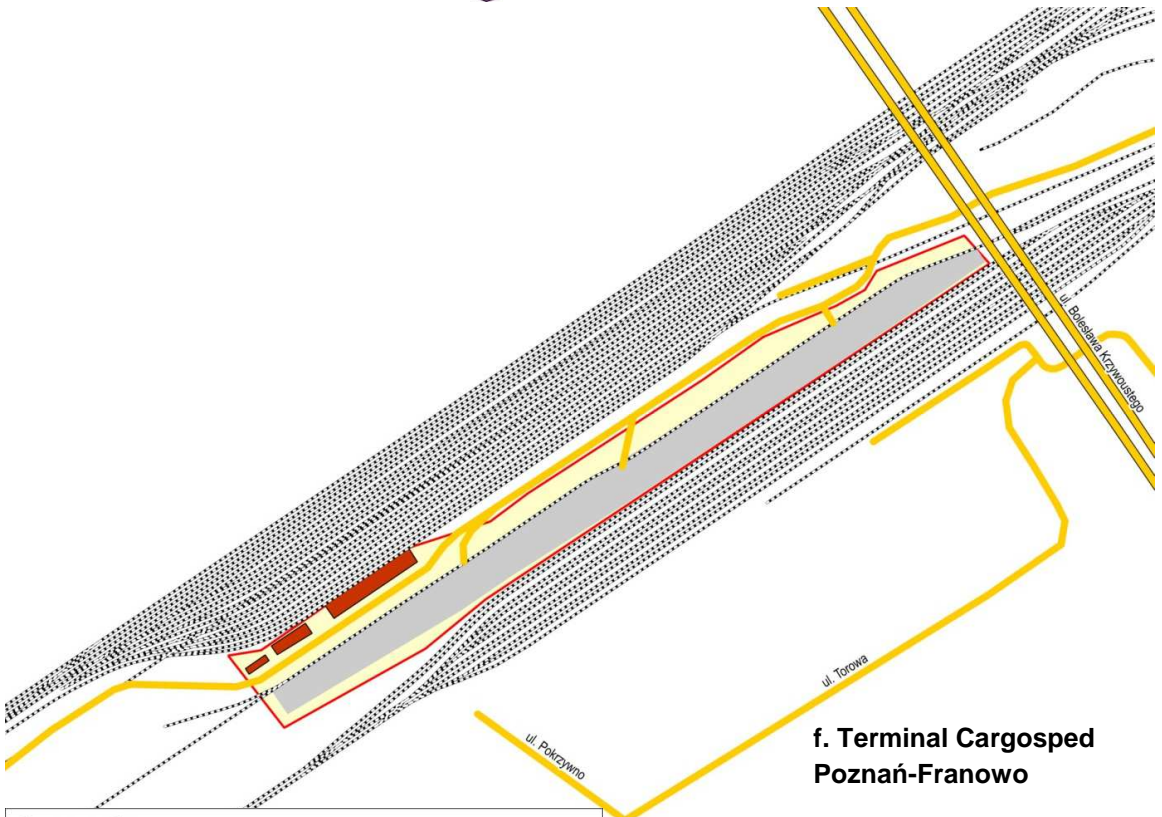 ul. Bolesława Krzywoustego
ul. Torowa
ul. Pokrzywno
f. Terminal Cargosped
Poznań-Franowo